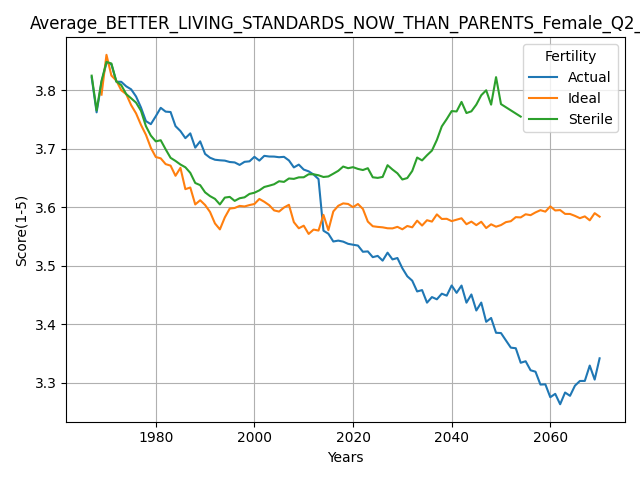 Average_BETTER_LIVING_STANDARDS_NOW_THAN_PARENTS_Female_Q2_
Fertility
Actual
Ideal
Sterile
Score(1-5)
3.8
3.7
3.6
3.5
3.4
3.3
1980 2000 2020 2040 2060
Years